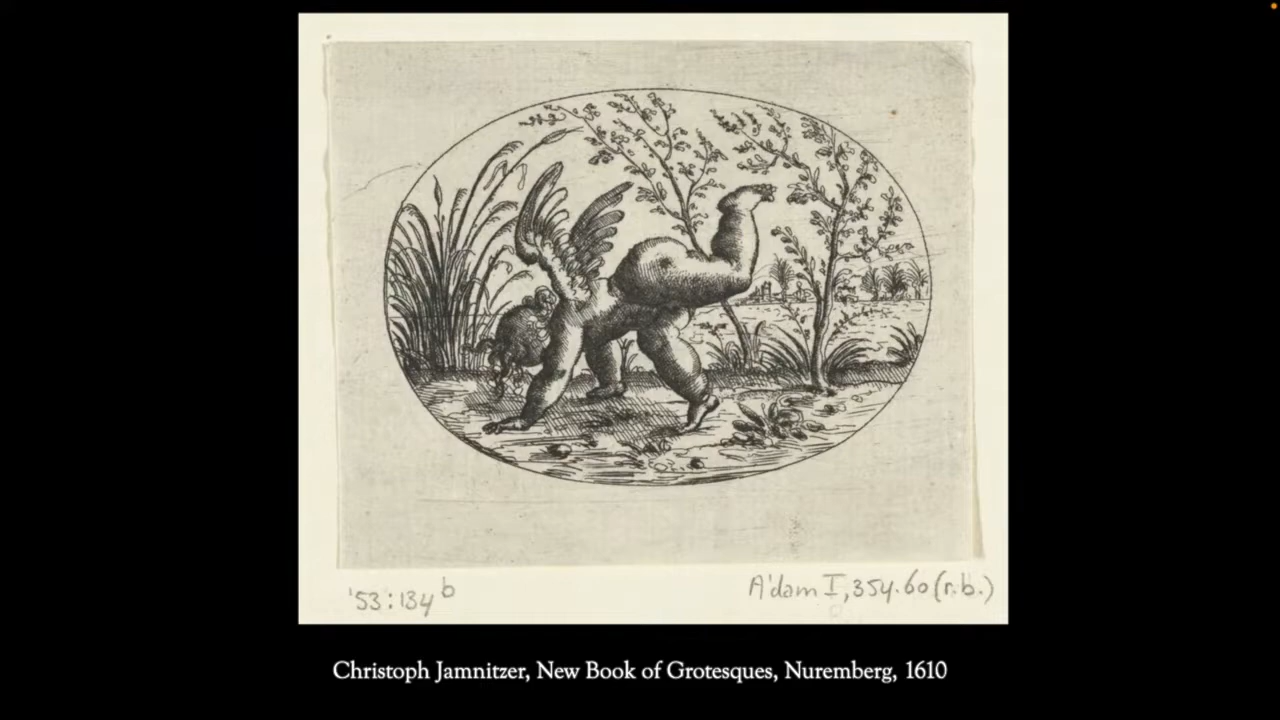 '53:134 b
A'dam I, 354.60 (r.b.)
Christoph Jamnitzer, New Book of Grotesques, Nuremberg, 1610